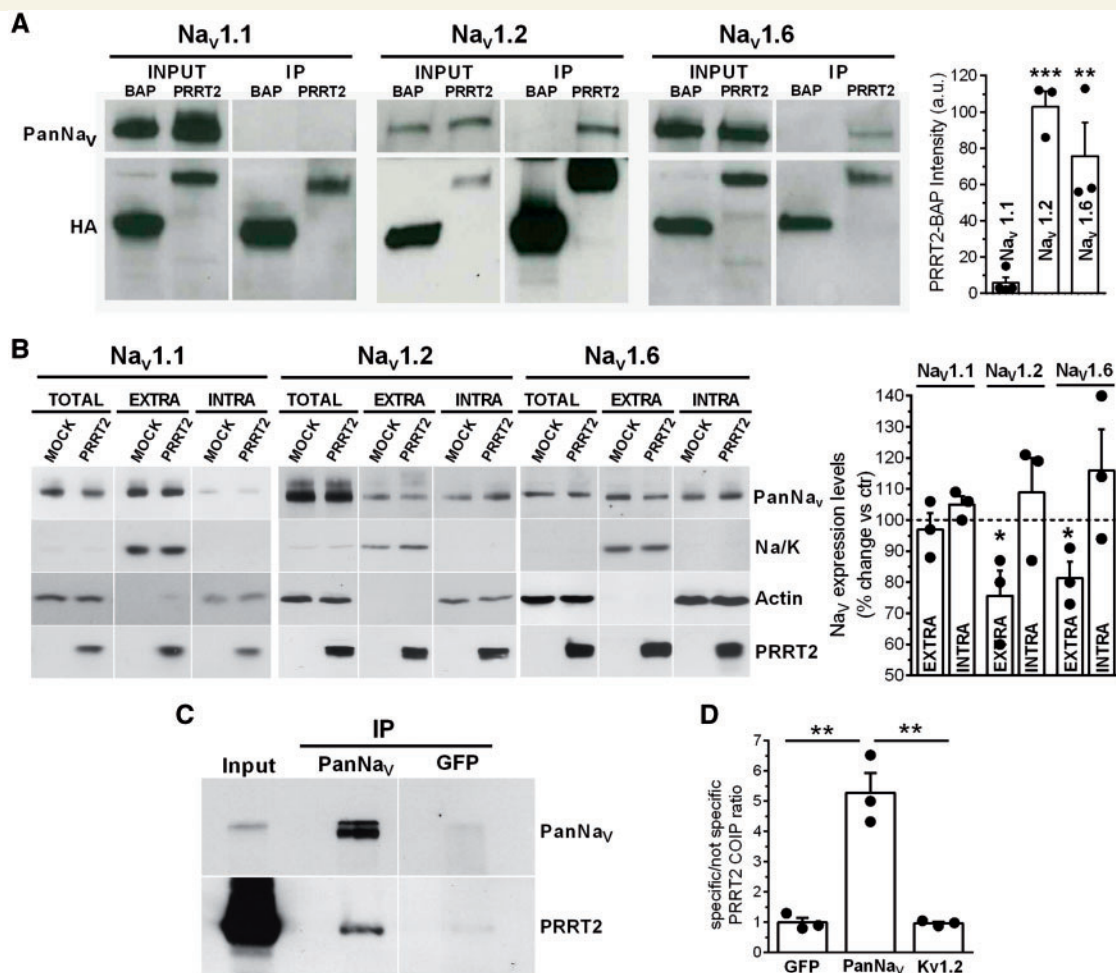 A
Nav1.1 Nav1.2 Nav1.6
INPUT IP INPUT IP INPUT IP
BAP PRRT2 BAP PRRT2 BAP PRRT2 BAP PRRT2 BAP PRRT2 BAP PRRT2
PanNav
HA
PRRT2-BAP Intensity (a.u.)
120
100
80
60
40
20
0
*** **
Nav 1.1
Nav 1.2
Nav 1.6
B
Nav1.1 Nav1.2 Nav1.6
TOTAL EXTRA INTRA TOTAL EXTRA INTRA TOTAL EXTRA INTRA
MOCK PRRT2 MOCK PRRT2 MOCK PRRT2 MOCK PRRT2 MOCK PRRT2 MOCK PRRT2 MOCK PRRT2 MOCK PRRT2 MOCK PRRT2
PanNav
Na/K
Actin
PRRT2
Nav1.1 Nav1.2 Nav1.6
Nav expression levels
(% change vs ctr)
140
130
120
110
100
90
80
70
60
50
* *
EXTRA INTRA EXTRA INTRA EXTRA INTRA
C
IP
Input PanNav GFP
PanNav
PRRT2
D
** **
specific/not specific
PRRT2 COIP ratio
7
6
5
4
3
2
1
0
GFP PanNav Kv1.2